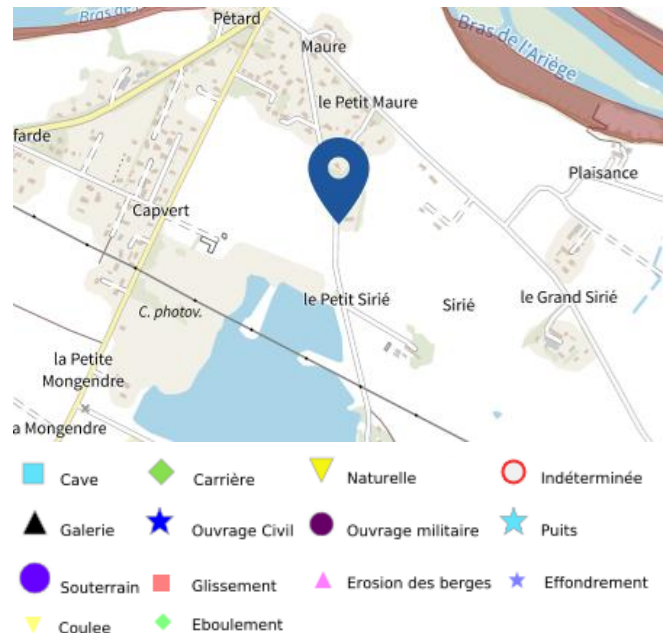 Pétard
Maure
Bras de l'Ariège
le Petit Maure
farde
Plaisance
Capvert
le Petit Sirié
Sirié
le Grand Sirié
C. photov.
la Petite
Mongendre
a Mongendre
Cave
Carrière
Naturelle
Indéterminée
Galerie
Ouvrage Civil
Ouvrage militaire
Puits
Souterrain
Glissement
Erosion des berges
Effondrement
Coulee
Eboulement